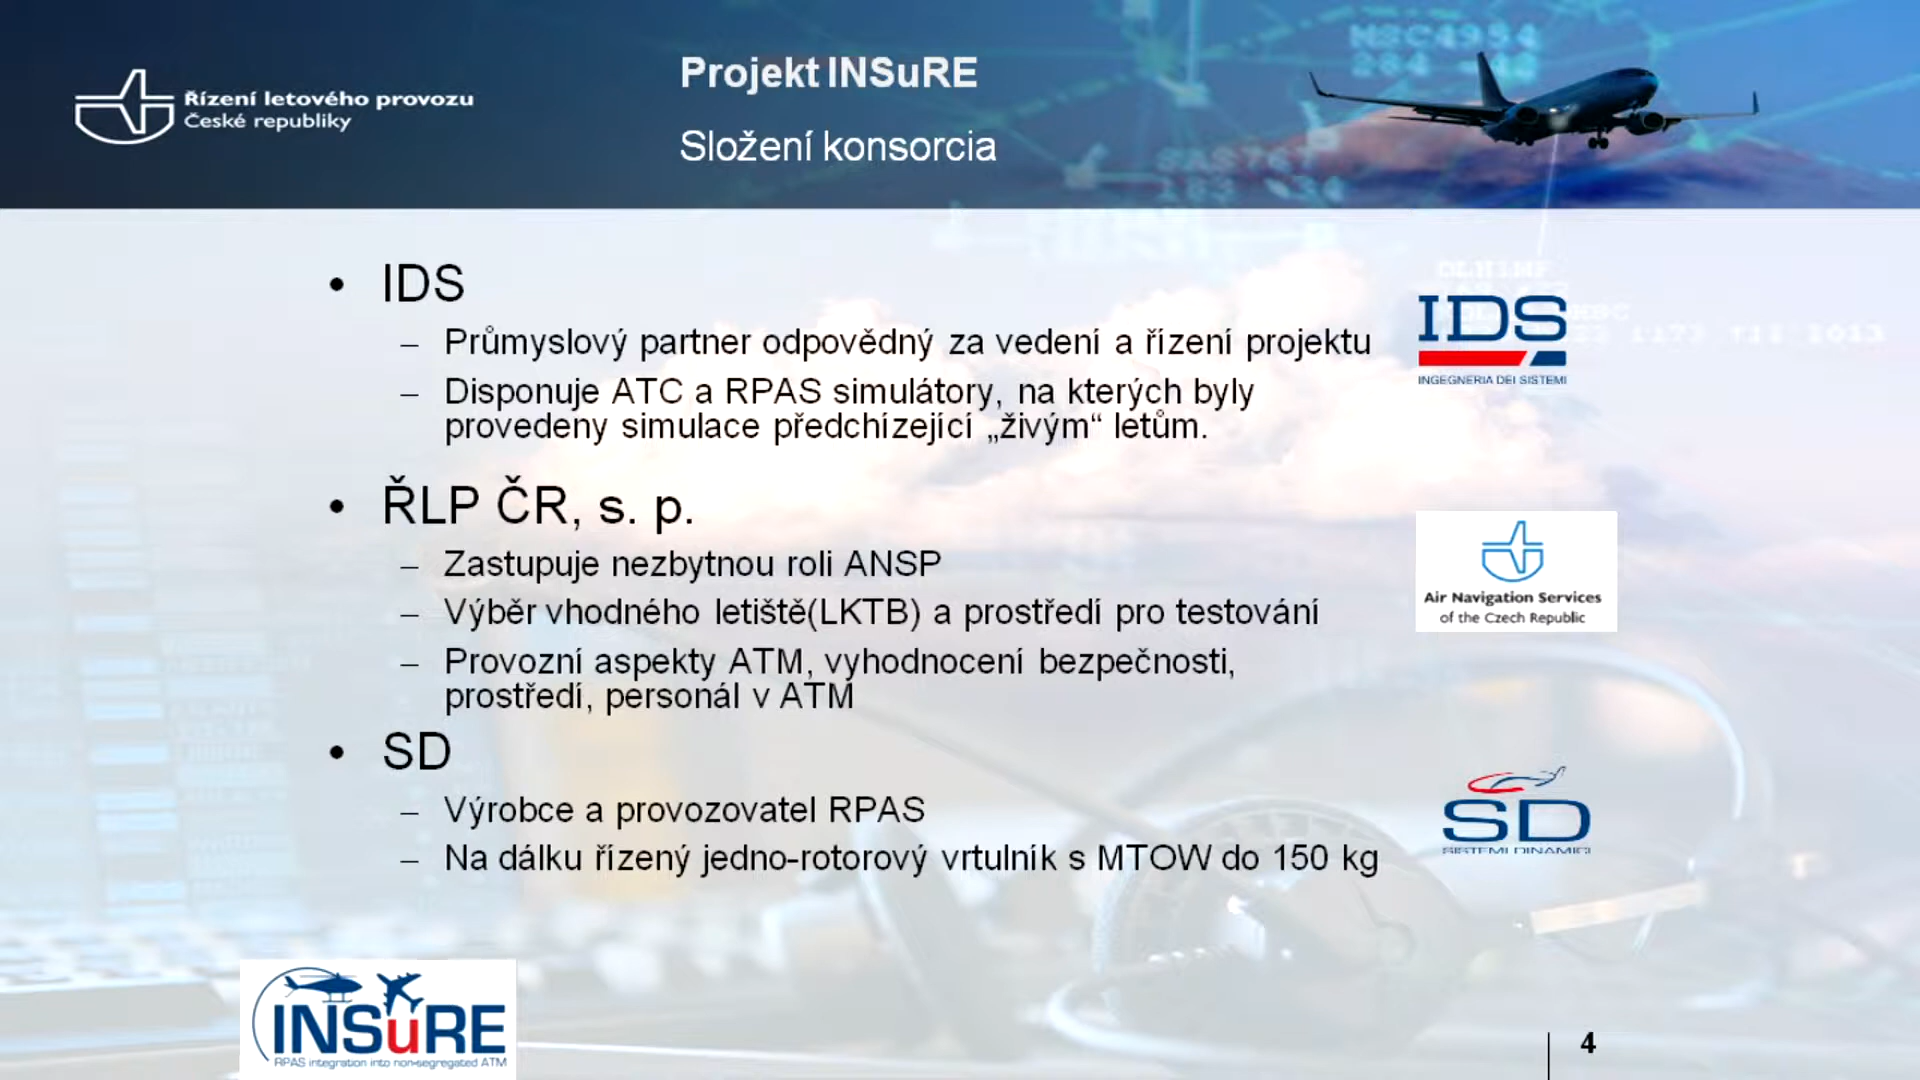 Řízení letového provozu
České republiky
Projekt INSuRE
Složení konsorcia
• IDS
– Průmyslový partner odpovědný za vedení a řízení projektu
– Disponuje ATC a RPAS simulátory, na kterých byly
provedeny simulace předchízející „živým“ letům.
IDS
INGEGNERIA DEI SISTEMI
• ŘLP ČR, s. p.
– Zastupuje nezbytnou roli ANSP
– Výběr vhodného letiště(LKTB) a prostředí pro testování
– Provozní aspekty ATM, vyhodnocení bezpečnosti,
prostředí, personál v ATM
Air Navigation Services
of the Czech Republic
• SD
– Výrobce a provozovatel RPAS
– Na dálku řízený jedno-rotorový vrtulník s MTOW do 150 kg
SD
SISTEMI DINAMICI
INSuRE
RPAS integration into non-segregated ATM
4